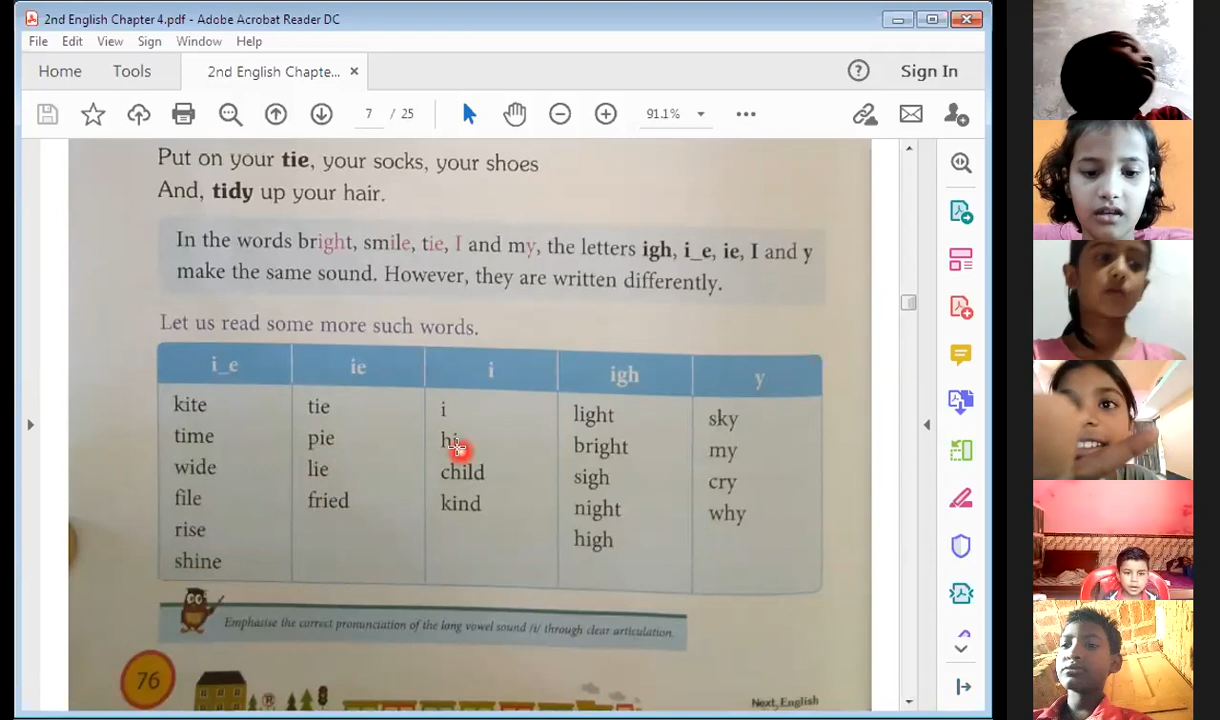 2nd English Chapter 4.pdf - Adobe Acrobat Reader DC
File Edit View Sign Window Help
Home Tools 2nd English Chapte... Sign In
7 / 25 91.1%
Put on your tie, your socks, your shoes
And, tidy up your hair.
In the words bright, smile, tie, I and my, the letters igh, i_e, ie, I and y
make the same sound. However, they are written differently.
Let us read some more such words.
i_e ie i igh y
kite tie i light sky
time pie hi bright my
wide lie child sigh cry
file fried kind night why
rise high
shine
Emphasise the correct pronunciation of the long vowel sound /i/ through clear articulation.
76
Next, English